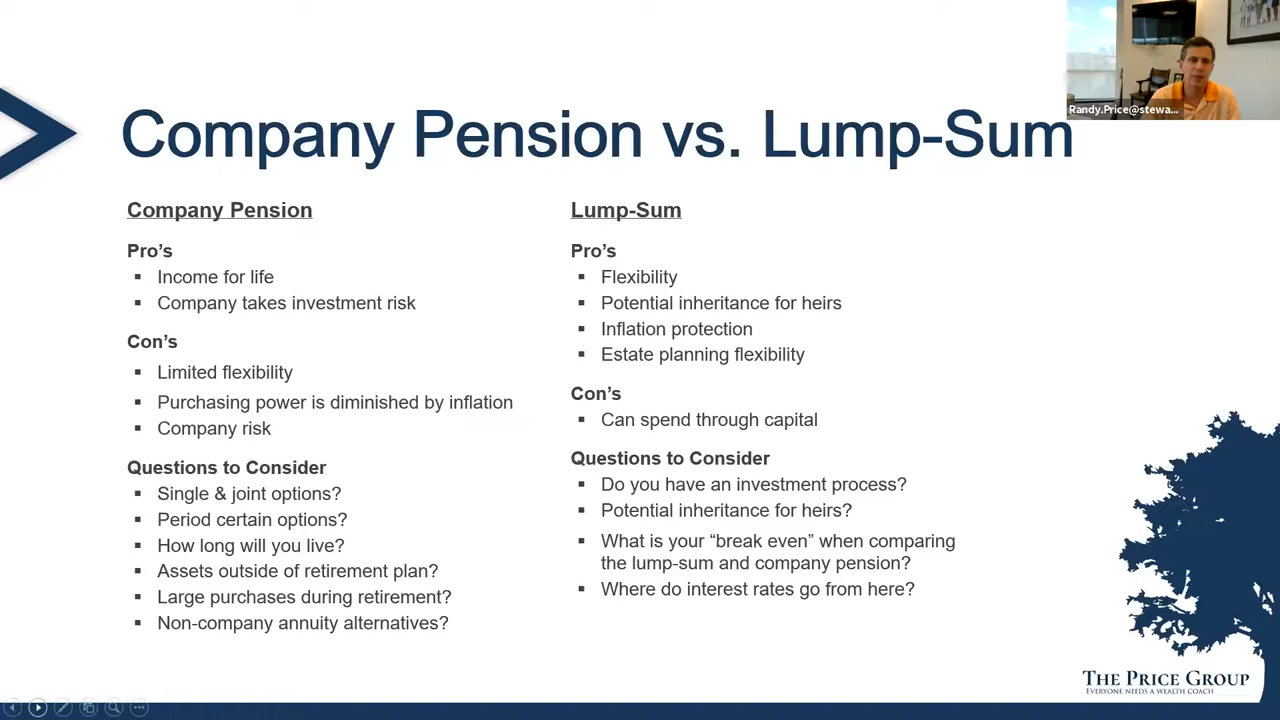 Randy.Price@stewa...
Company Pension vs. Lump-Sum
Company Pension
Pro’s
Income for life
Company takes investment risk
Con’s
Limited flexibility
Purchasing power is diminished by inflation
Company risk
Questions to Consider
Single & joint options?
Period certain options?
How long will you live?
Assets outside of retirement plan?
Large purchases during retirement?
Non-company annuity alternatives?
Lump-Sum
Pro’s
Flexibility
Potential inheritance for heirs
Inflation protection
Estate planning flexibility
Con’s
Can spend through capital
Questions to Consider
Do you have an investment process?
Potential inheritance for heirs?
What is your “break even” when comparing
the lump-sum and company pension?
Where do interest rates go from here?
The Price Group
Everyone needs a wealth coach